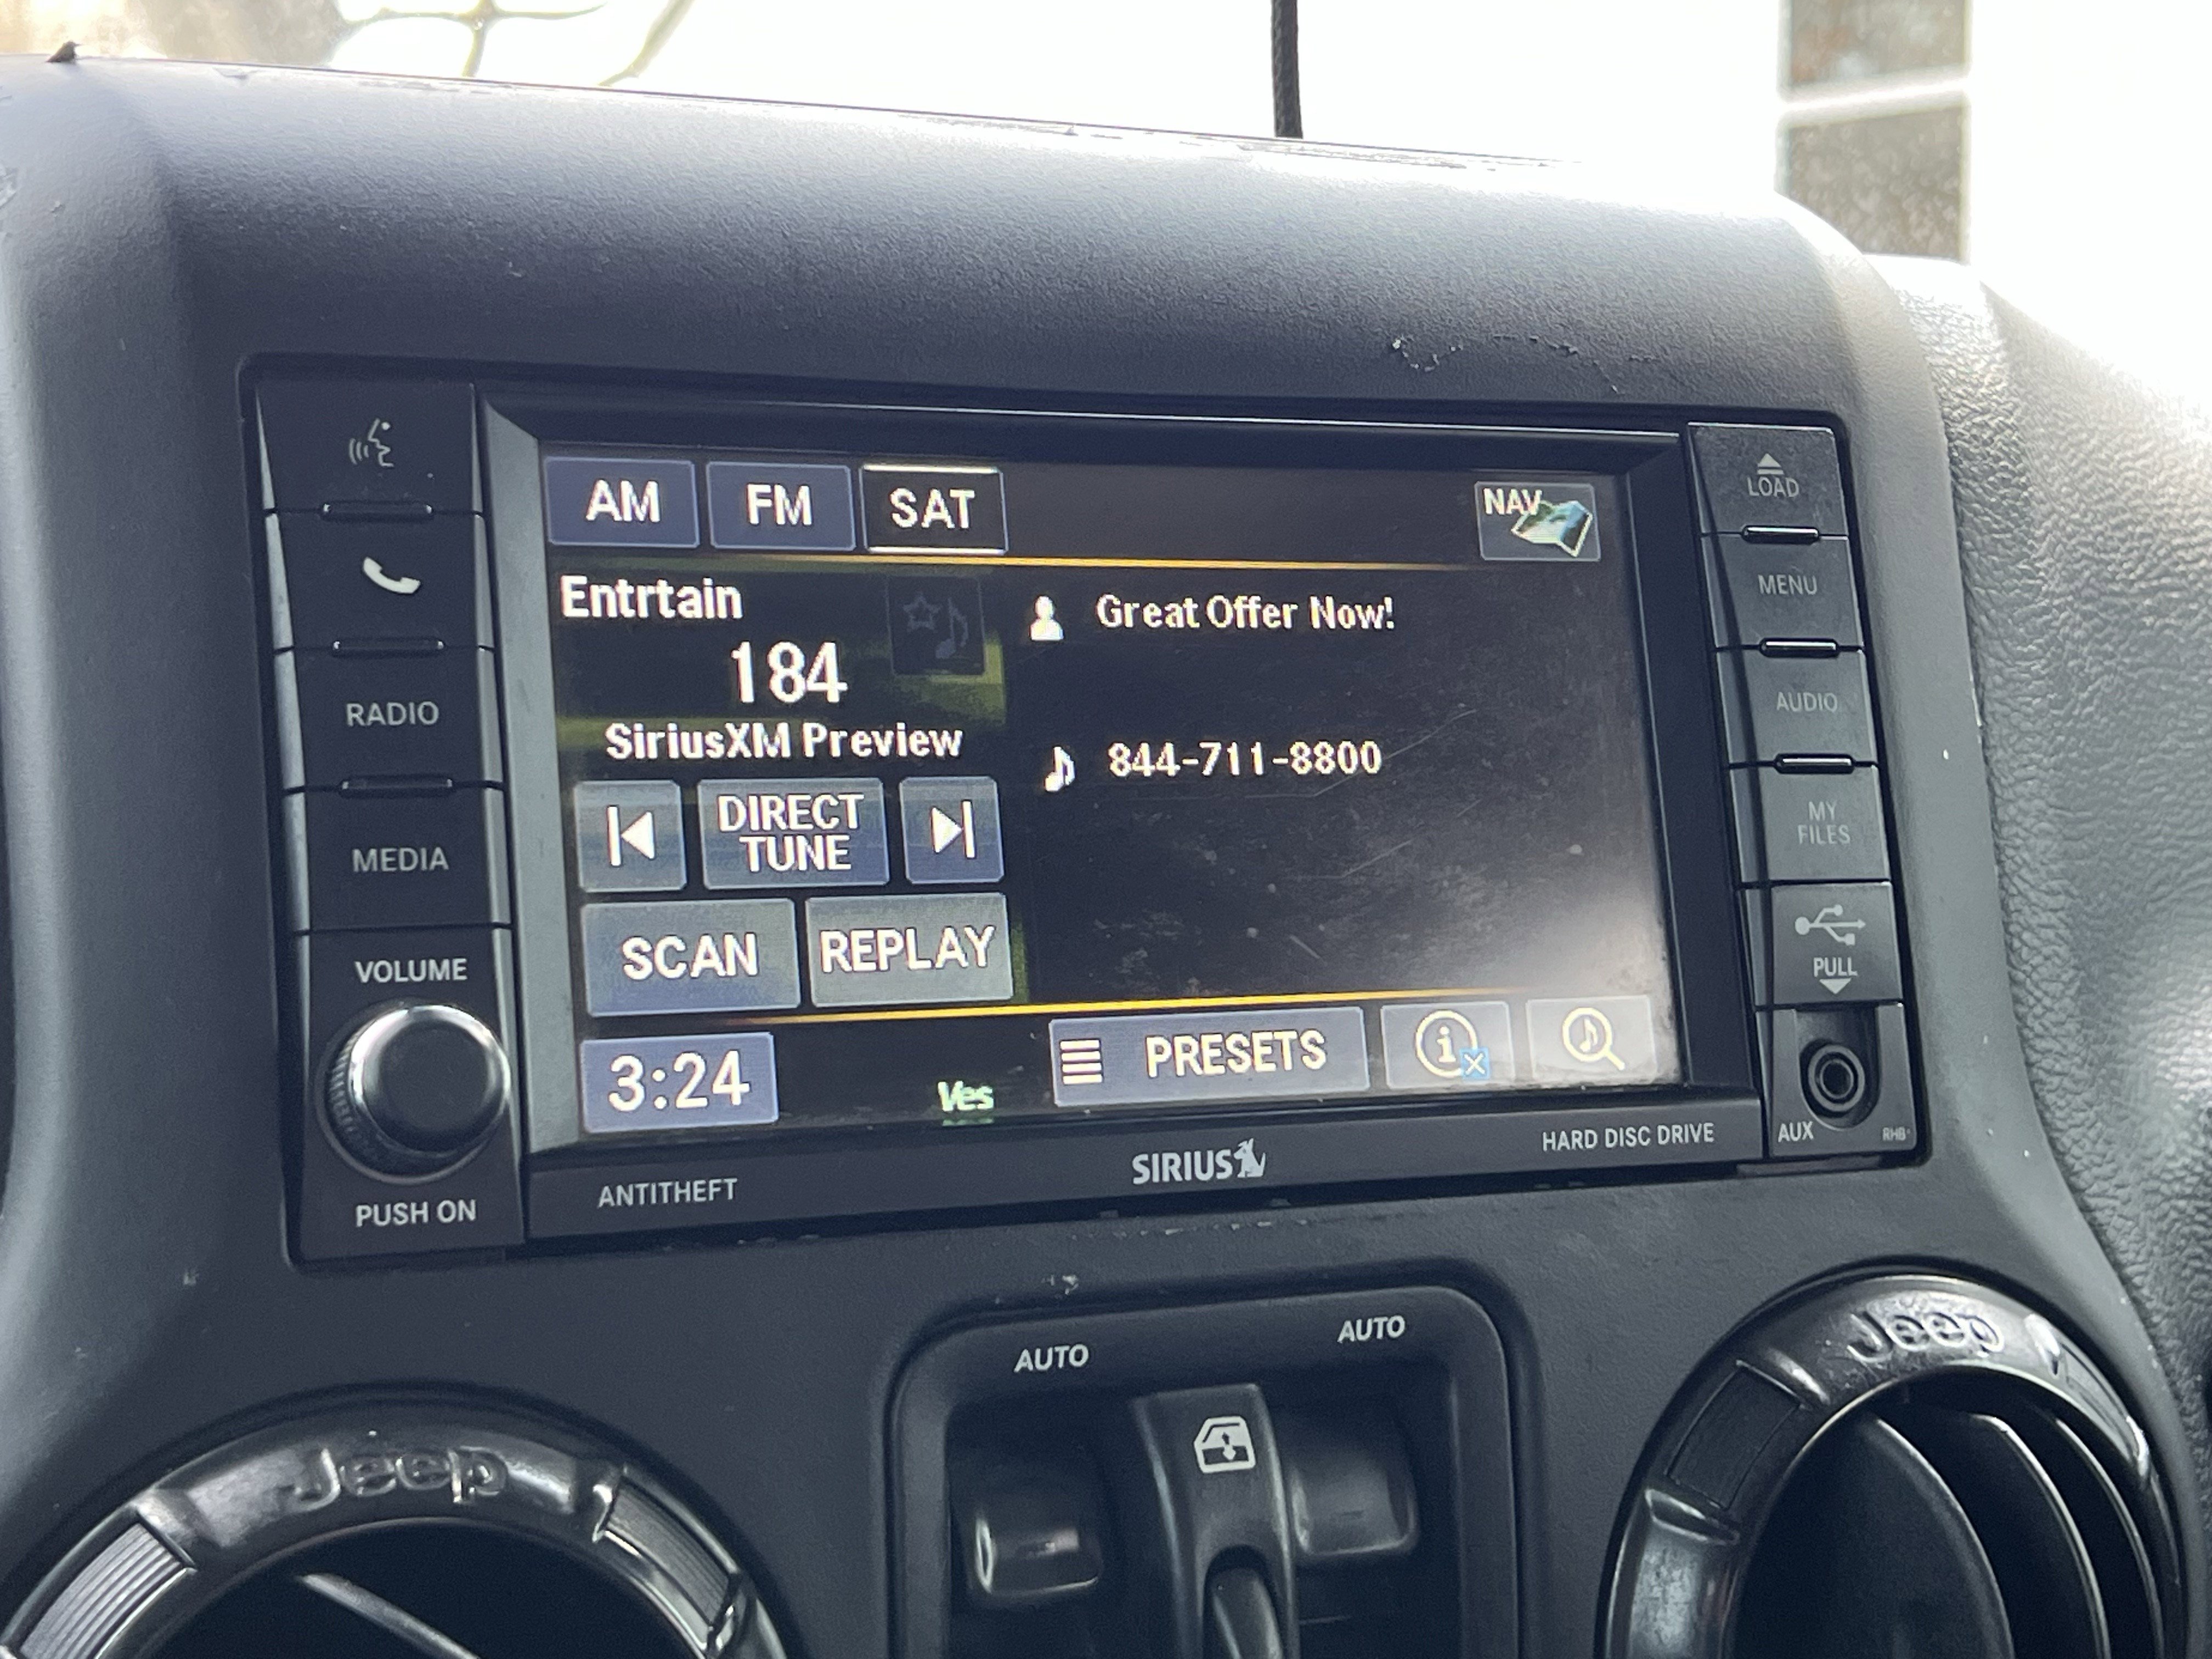 AM FM SAT NAV
Entrtain
184
SiriusXM Preview
DIRECT
TUNE
SCAN REPLAY
Great Offer Now!
844-711-8800
3:24
Ves
PRESETS
RADIO
MEDIA
VOLUME
PUSH ON
LOAD
MENU
AUDIO
MY
FILES
PULL
AUX
RHB
ANTITHEFT
SIRIUS
HARD DISC DRIVE
AUTO
AUTO
Jeep
Jeep